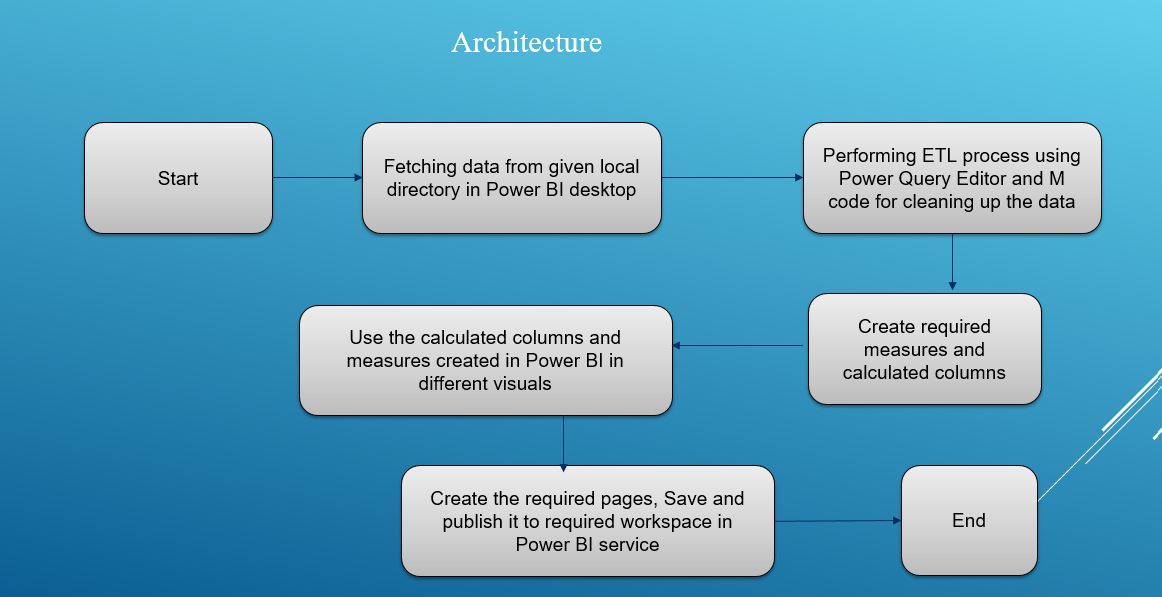 Architecture
Start
Fetching data from given local
directory in Power BI desktop
Performing ETL process using
Power Query Editor and M
code for cleaning up the data
Create required
measures and
calculated columns
Use the calculated columns and
measures created in Power BI in
different visuals
Create the required pages, Save and
publish it to required workspace in
Power BI service
End